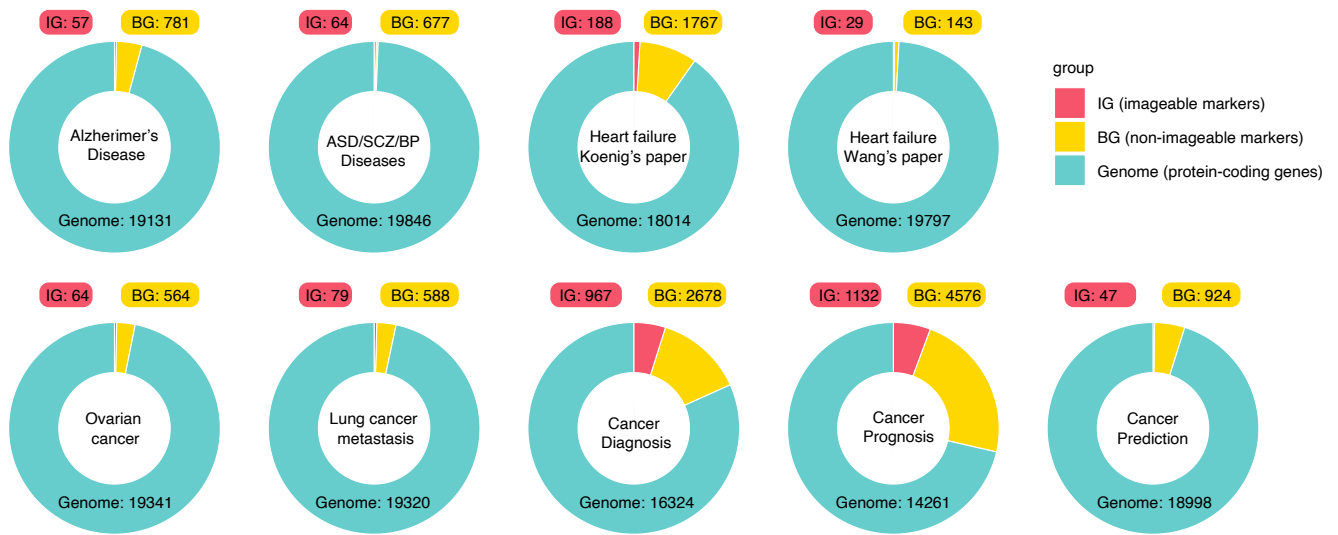 IG: 57
BG: 781
Alzherimer's
Disease
Genome: 19131
IG: 64
BG: 677
ASD/SCZ/BP
Diseases
Genome: 19846
IG: 188
BG: 1767
Heart failure
Koenig's paper
Genome: 18014
IG: 29
BG: 143
Heart failure
Wang's paper
Genome: 19797
group
IG (imageable markers)
BG (non-imageable markers)
Genome (protein-coding genes)
IG: 64
BG: 564
Ovarian
cancer
Genome: 19341
IG: 79
BG: 588
Lung cancer
metastasis
Genome: 19320
IG: 967
BG: 2678
Cancer
Diagnosis
Genome: 16324
IG: 1132
BG: 4576
Cancer
Prognosis
Genome: 14261
IG: 47
BG: 924
Cancer
Prediction
Genome: 18998